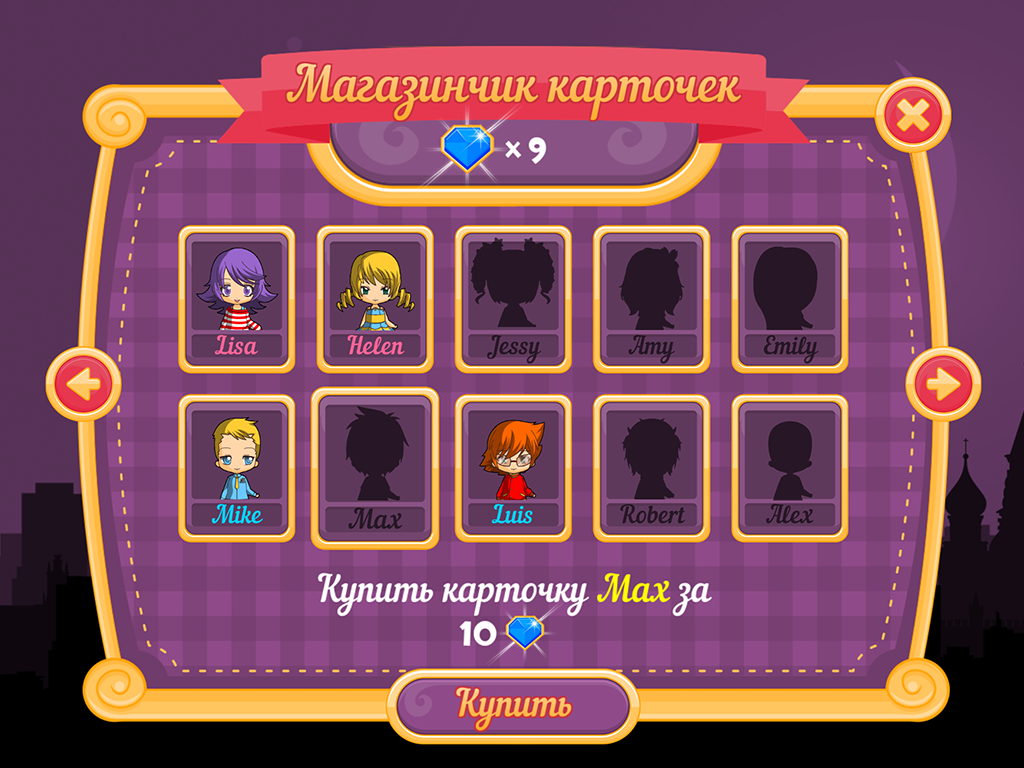 Магазинчик карточек
× 9
Lisa
Helen
Jessy
Amy
Emily
Mike
Max
Luis
Robert
Alex
Купить карточку Max за
10
Купить